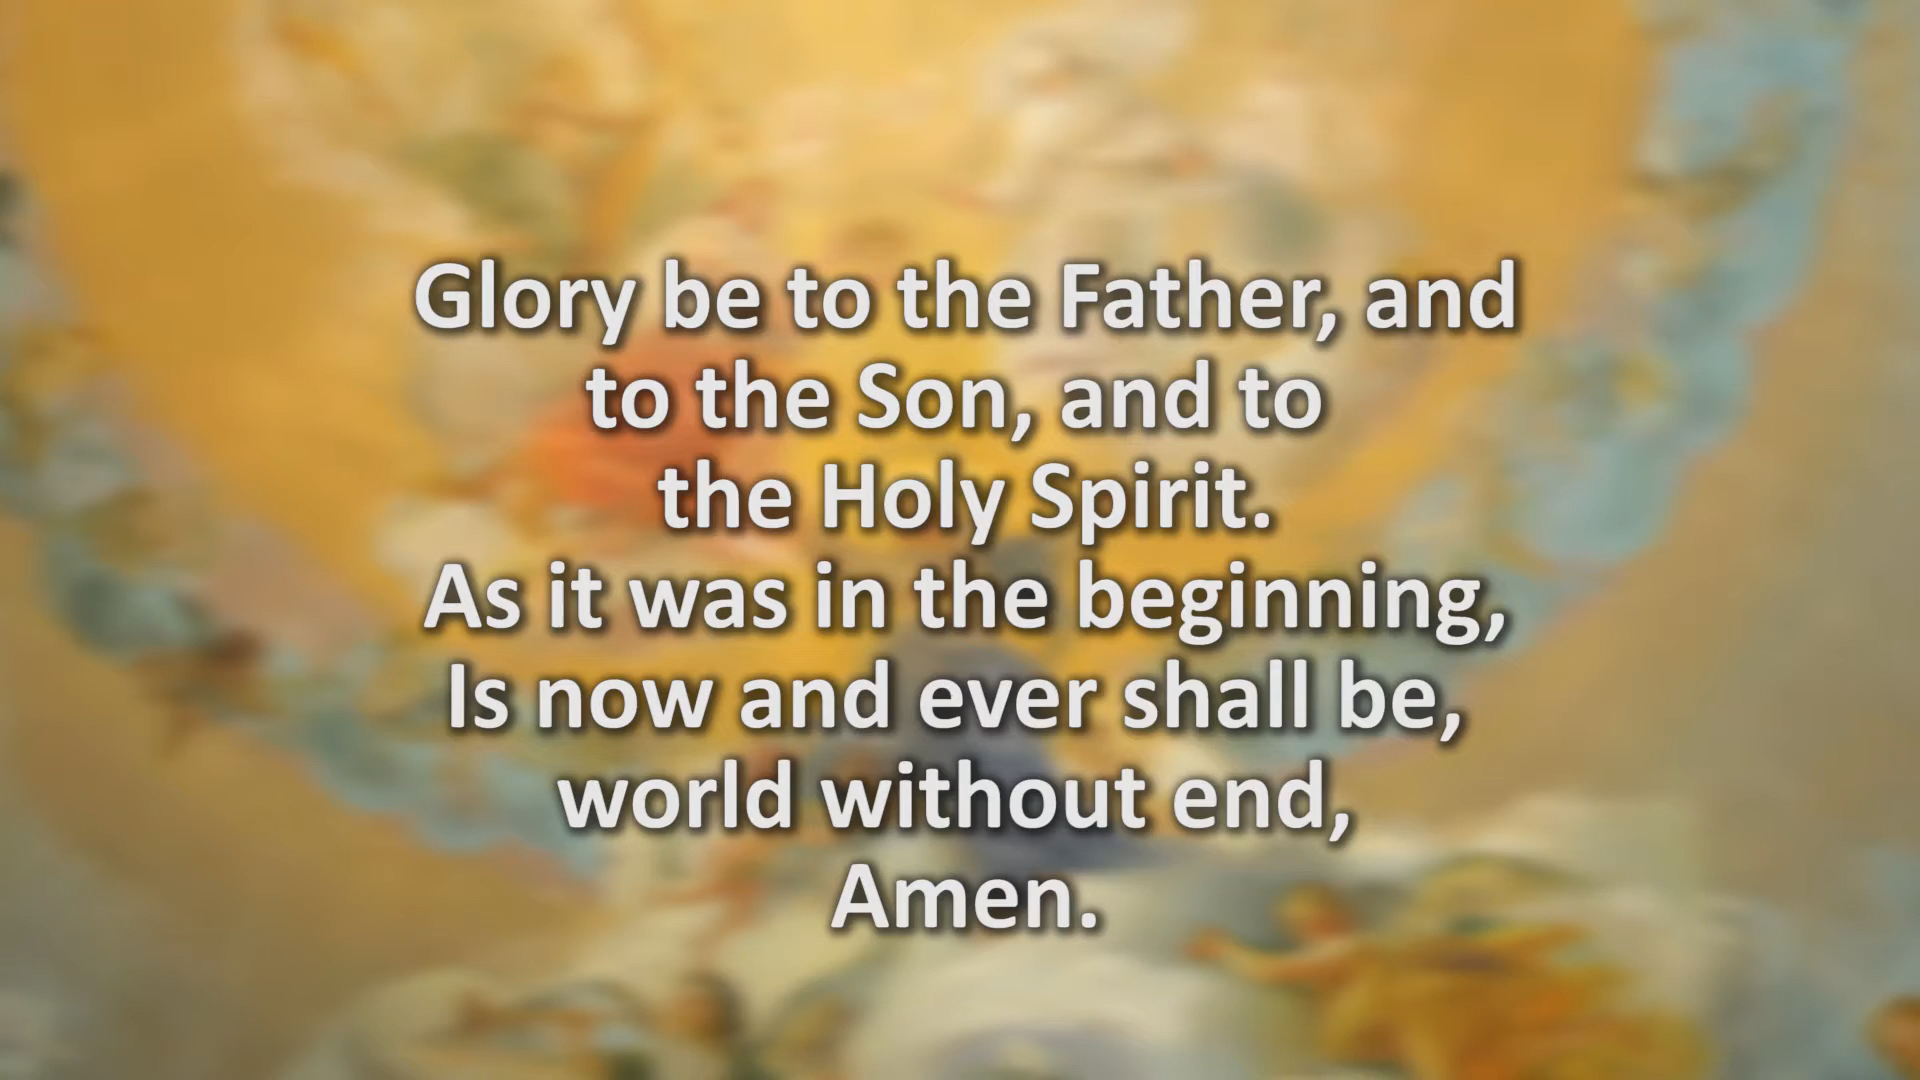 Glory be to the Father, and
to the Son, and to
the Holy Spirit.
As it was in the beginning,
Is now and ever shall be,
world without end,
Amen.